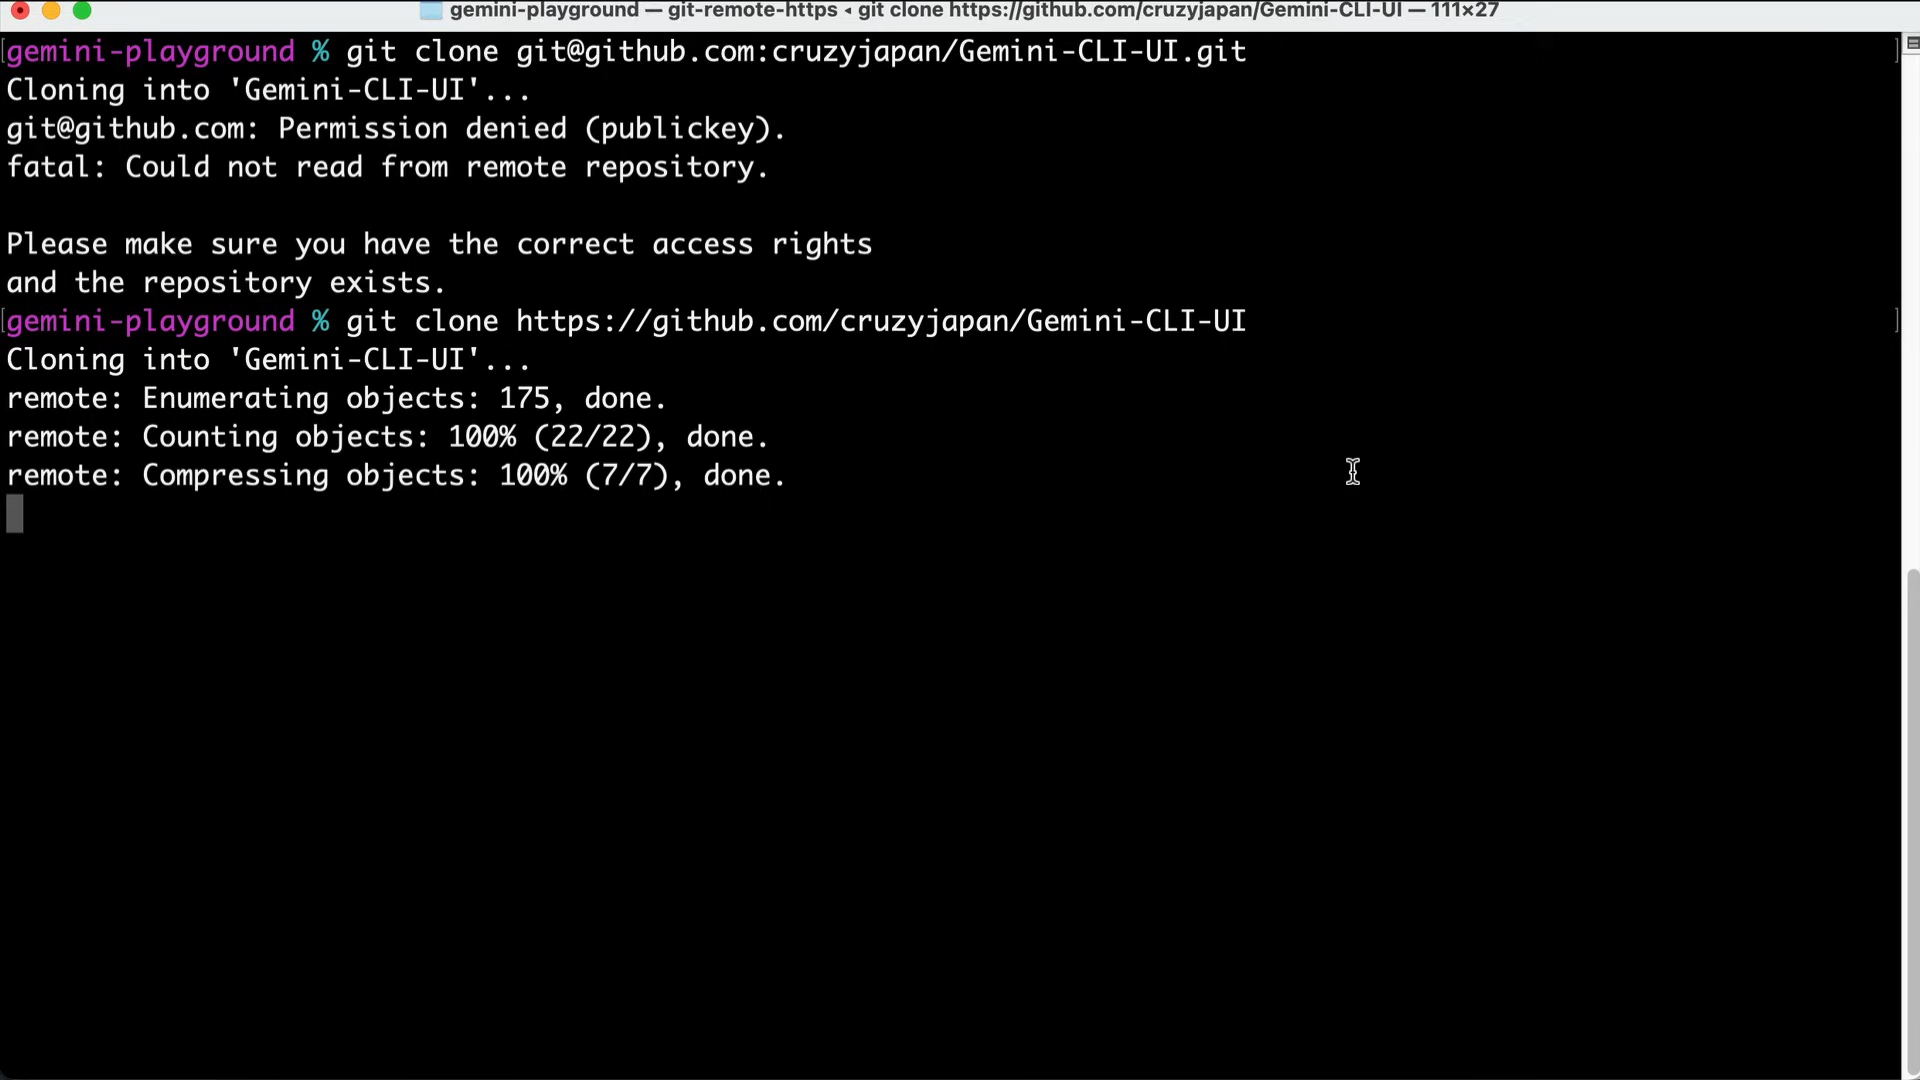 gemini-playground — git-remote-https ◂ git clone https://github.com/cruzyjapan/Gemini-CLI-UI — 111×27
[gemini-playground % git clone git@github.com:cruzyjapan/Gemini-CLI-UI.git ]
Cloning into 'Gemini-CLI-UI'...
git@github.com: Permission denied (publickey).
fatal: Could not read from remote repository.

Please make sure you have the correct access rights
and the repository exists.
[gemini-playground % git clone https://github.com/cruzyjapan/Gemini-CLI-UI ]
Cloning into 'Gemini-CLI-UI'...
remote: Enumerating objects: 175, done.
remote: Counting objects: 100% (22/22), done.
remote: Compressing objects: 100% (7/7), done.